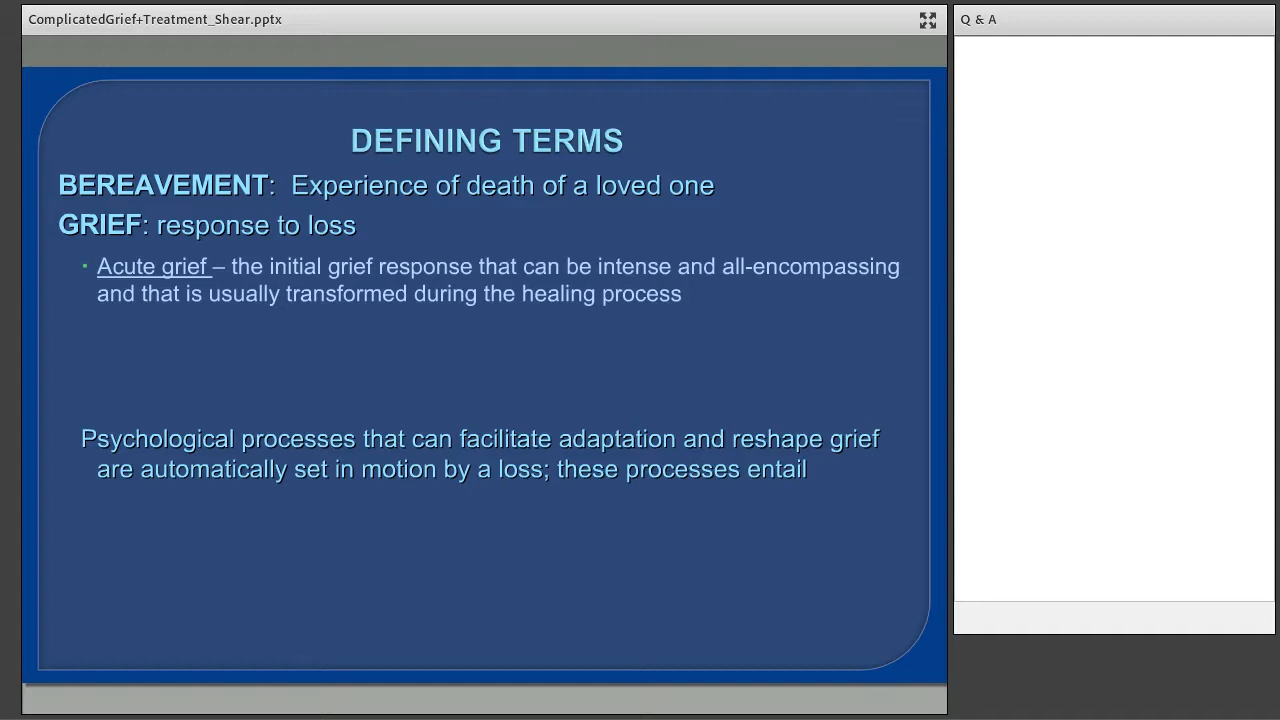 ComplicatedGrief+Treatment_Shear.pptx
Q & A
DEFINING TERMS
BEREAVEMENT: Experience of death of a loved one
GRIEF: response to loss
· Acute grief – the initial grief response that can be intense and all-encompassing
and that is usually transformed during the healing process
Psychological processes that can facilitate adaptation and reshape grief
are automatically set in motion by a loss; these processes entail